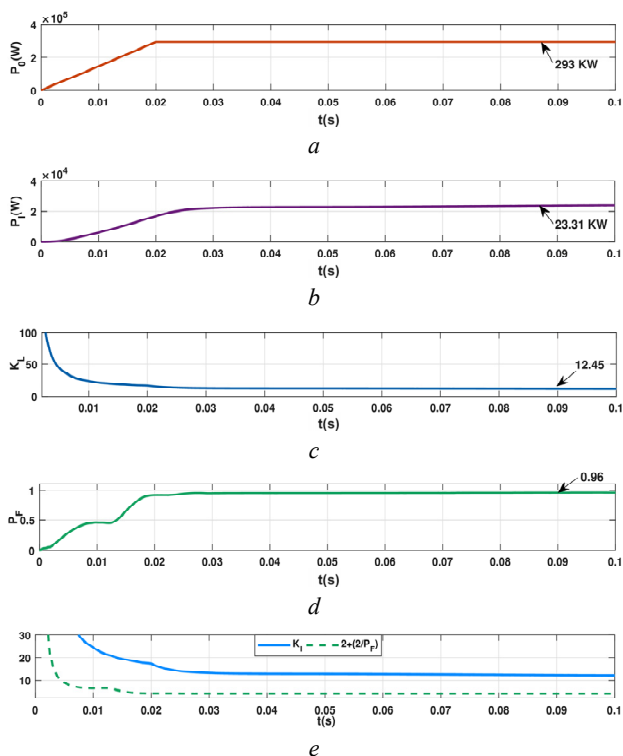 ×10⁵
4
2
0
P₀(W)
293 KW
0 0.01 0.02 0.03 0.04 0.05 0.06 0.07 0.08 0.09 0.1
t(s)
a
×10⁴
4
2
0
P_l(W)
23.31 KW
0 0.01 0.02 0.03 0.04 0.05 0.06 0.07 0.08 0.09 0.1
t(s)
b
100
50
0
K_L
12.45
0.01 0.02 0.03 0.04 0.05 0.06 0.07 0.08 0.09 0.1
t(s)
c
1
0.5
0
P_F
0.96
0 0.01 0.02 0.03 0.04 0.05 0.06 0.07 0.08 0.09 0.1
t(s)
d
30
20
10
K_l 2+(2/P_F)
0 0.01 0.02 0.03 0.04 0.05 0.06 0.07 0.08 0.09 0.1
t(s)
e